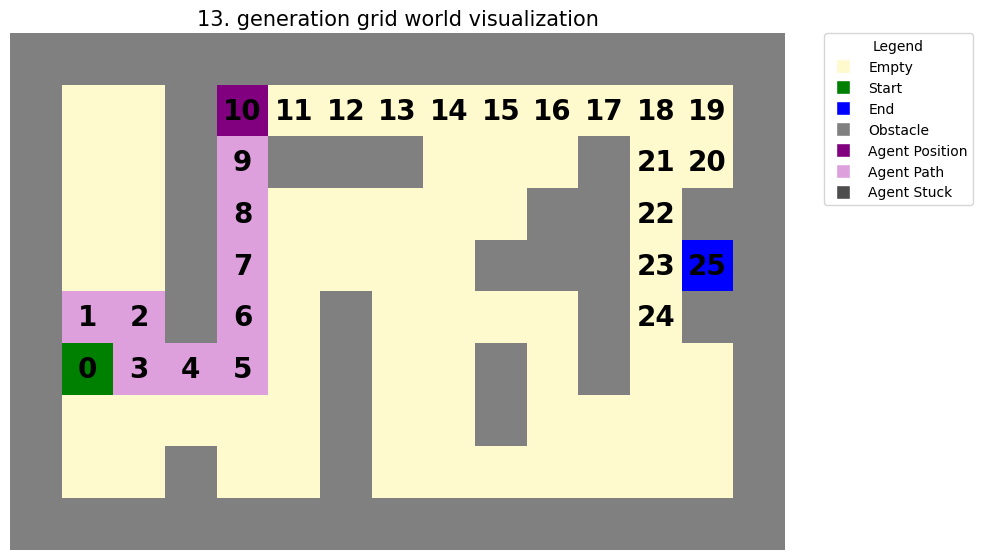 13. generation grid world visualization
Legend
Empty
Start
End
Obstacle
Agent Position
Agent Path
Agent Stuck
10 11 12 13 14 15 16 17 18 19
9 21 20
8 22
7 23 25
1 2 6 24
0 3 4 5